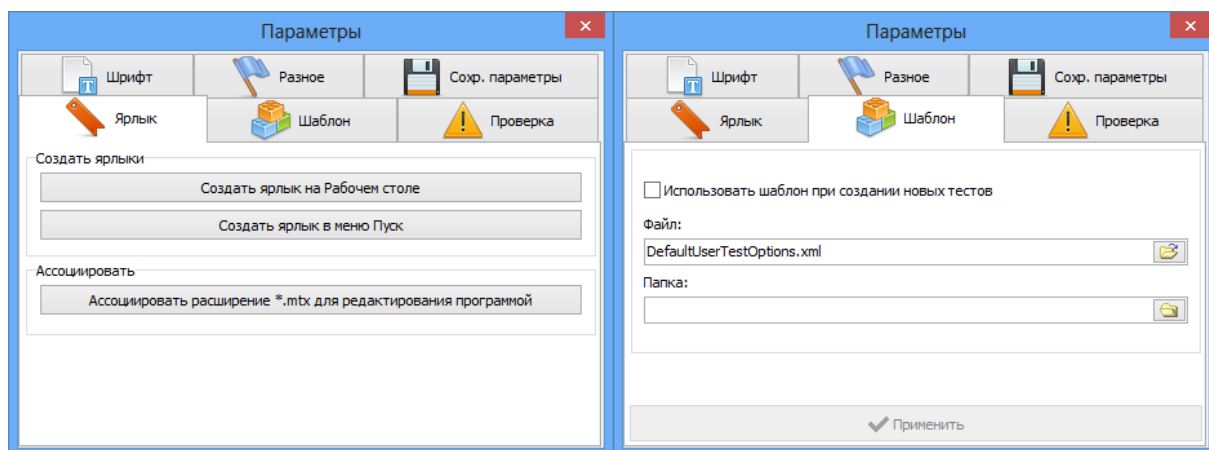 Параметры
Шрифт
Разное
Сохр. параметры
Ярлык
Шаблон
Проверка
Создать ярлыки
Создать ярлык на Рабочем столе
Создать ярлык в меню Пуск
Ассоциировать
Ассоциировать расширение *.mtx для редактирования программой
Параметры
Шрифт
Разное
Сохр. параметры
Ярлык
Шаблон
Проверка
Использовать шаблон при создании новых тестов
Файл:
DefaultUserTestOptions.xml
Папка:
Применить